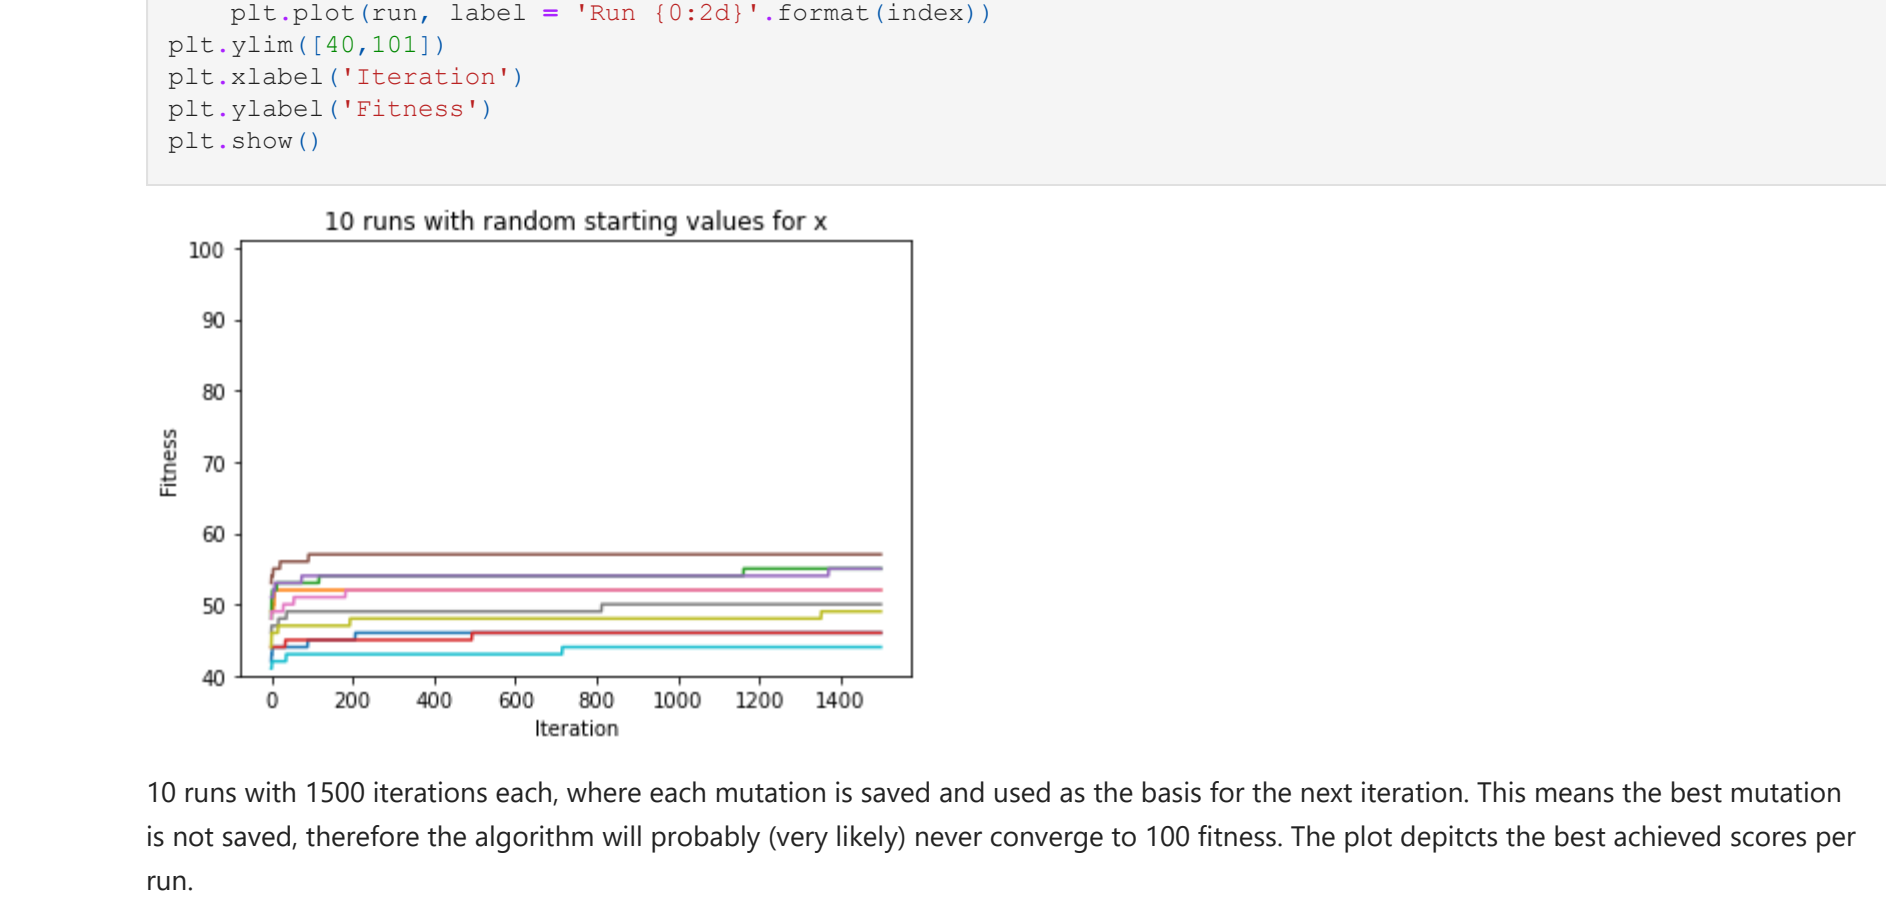 plt.plot(run, label = 'Run {0:2d}'.format(index))
plt.ylim([40,101])
plt.xlabel('Iteration')
plt.ylabel('Fitness')
plt.show()
10 runs with random starting values for x
100
90
80
70
60
50
40
Fitness
0 200 400 600 800 1000 1200 1400
Iteration
10 runs with 1500 iterations each, where each mutation is saved and used as the basis for the next iteration. This means the best mutation
is not saved, therefore the algorithm will probably (very likely) never converge to 100 fitness. The plot depitcts the best achieved scores per
run.